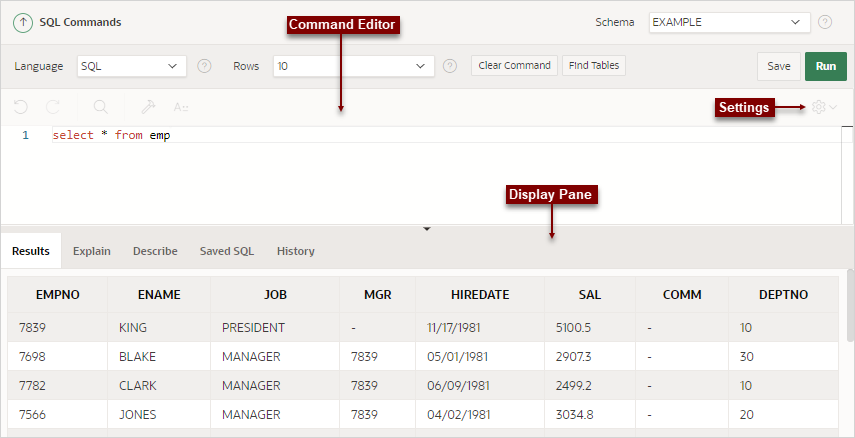 SQL Commands
Command Editor
Schema
EXAMPLE
Language
SQL
Rows
10
Clear Command
Find Tables
Save
Run
Settings
1 select * from emp
Display Pane
Results Explain Describe Saved SQL History
EMPNO ENAME JOB MGR HIREDATE SAL COMM DEPTNO
7839 KING PRESIDENT - 11/17/1981 5100.5 - 10
7698 BLAKE MANAGER 7839 05/01/1981 2907.3 - 30
7782 CLARK MANAGER 7839 06/09/1981 2499.2 - 10
7566 JONES MANAGER 7839 04/02/1981 3034.8 - 20